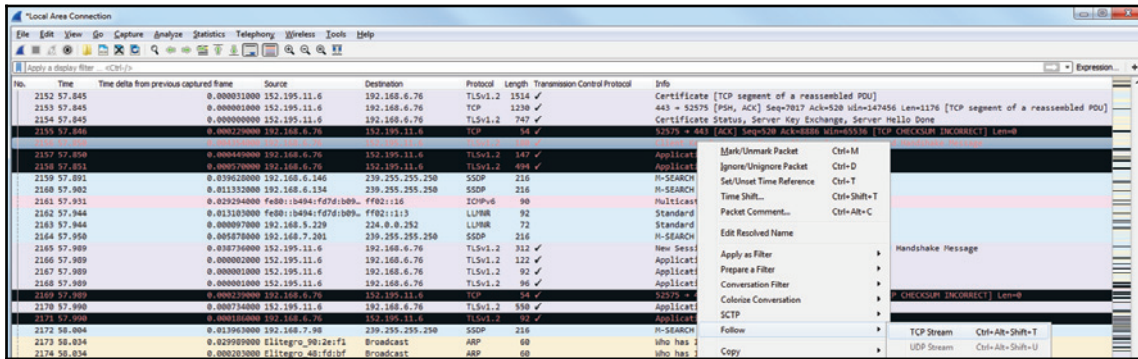 *Local Area Connection
File Edit View Go Capture Analyze Statistics Telephony Wireless Tools Help
Apply a display filter ... <Ctrl-/> Expression... +
No. Time Time delta from previous captured frame Source Destination Protocol Length Transmission Control Protocol Info
2152 57.845 0.000031000 152.195.11.6 192.168.6.76 TLSv1.2 1514 ✓ Certificate [TCP segment of a reassembled PDU]
2153 57.845 0.000001000 152.195.11.6 192.168.6.76 TCP 1230 ✓ 443 → 52575 [PSH, ACK] Seq=7017 Ack=520 Win=147456 Len=1176 [TCP segment of a reassembled PDU]
2154 57.845 0.000000000 152.195.11.6 192.168.6.76 TLSv1.2 747 ✓ Certificate Status, Server Key Exchange, Server Hello Done
2155 57.846 0.000229000 192.168.6.76 152.195.11.6 TCP 54 ✓ 52575 → 443 [ACK] Seq=520 Ack=8886 Win=65536 [TCP CHECKSUM INCORRECT] Len=0
2157 57.850 0.000449000 192.168.6.76 152.195.11.6 TLSv1.2 147 ✓ Applicati
2158 57.851 0.000570000 192.168.6.76 152.195.11.6 TLSv1.2 494 ✓ Applicati
2159 57.891 0.039628000 192.168.6.146 239.255.255.250 SSDP 216 M-SEARCH
2160 57.902 0.011332000 192.168.6.134 239.255.255.250 SSDP 216 M-SEARCH
2161 57.931 0.029294000 fe80::b494:fd7d:b09… ff02::16 ICMPv6 90 Multicast
2162 57.944 0.013103000 fe80::b494:fd7d:b09… ff02::1:3 LLMNR 92 Standard
2163 57.944 0.000097000 192.168.5.229 224.0.0.252 LLMNR 72 Standard
2164 57.950 0.005878000 192.168.7.201 239.255.255.250 SSDP 216 M-SEARCH
2165 57.989 0.038736000 152.195.11.6 192.168.6.76 TLSv1.2 312 ✓ New Sessi Handshake Message
2166 57.989 0.000002000 152.195.11.6 192.168.6.76 TLSv1.2 122 ✓ Applicati
2167 57.989 0.000001000 152.195.11.6 192.168.6.76 TLSv1.2 92 ✓ Applicati
2168 57.989 0.000001000 152.195.11.6 192.168.6.76 TLSv1.2 96 ✓ Applicati
2169 57.989 0.000239000 192.168.6.76 152.195.11.6 TCP 54 ✓ 52575 → 4 P CHECKSUM INCORRECT] Len=0
2170 57.990 0.000734000 152.195.11.6 192.168.6.76 TLSv1.2 550 ✓ Applicati
2171 57.990 0.000186000 192.168.6.76 152.195.11.6 TLSv1.2 92 ✓ Applicati
2172 58.004 0.013963000 192.168.7.98 239.255.255.250 SSDP 216 M-SEARCH
2173 58.034 0.029989000 Elitegro_90:2e:f1 Broadcast ARP 60 Who has 1
2174 58.034 0.000203000 Elitegro_48:fd:bf Broadcast ARP 60 Who has 1
Mark/Unmark Packet Ctrl+M
Ignore/Unignore Packet Ctrl+D
Set/Unset Time Reference Ctrl+T
Time Shift... Ctrl+Shift+T
Packet Comment... Ctrl+Alt+C
Edit Resolved Name
Apply as Filter
Prepare a Filter
Conversation Filter
Colorize Conversation
SCTP
Follow
Copy
TCP Stream Ctrl+Alt+Shift+T
UDP Stream Ctrl+Alt+Shift+U